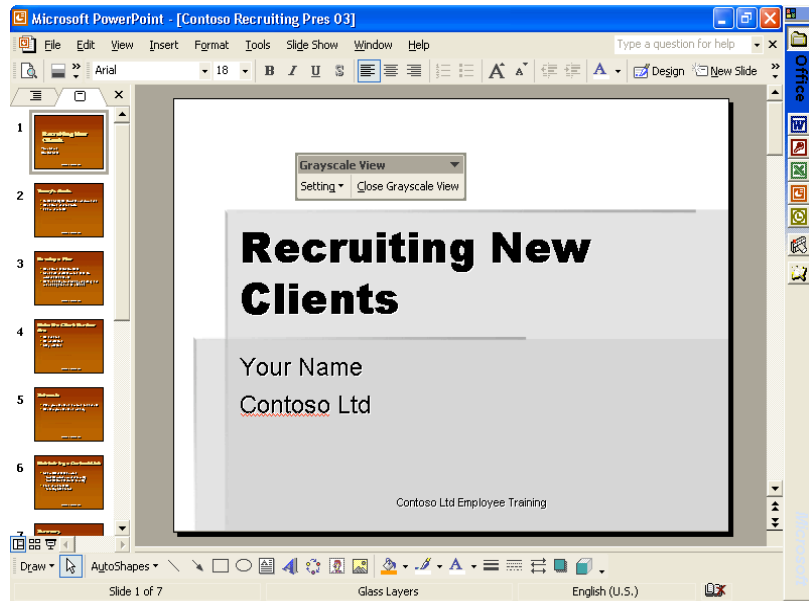 Microsoft PowerPoint - [Contoso Recruiting Pres 03]
File Edit View Insert Format Tools Slide Show Window Help Type a question for help
Arial 18 B I U S A A A Design New Slide
Office
1
Recruiting New
Clients
2
3
4
5
6
7
Grayscale View
Setting Close Grayscale View
Recruiting New
Clients
Your Name
Contoso Ltd
Contoso Ltd Employee Training
Draw AutoShapes A
Slide 1 of 7 Glass Layers English (U.S.)